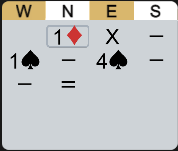 W N E S
1♦ X –
1♠ – 4♠ –
– =